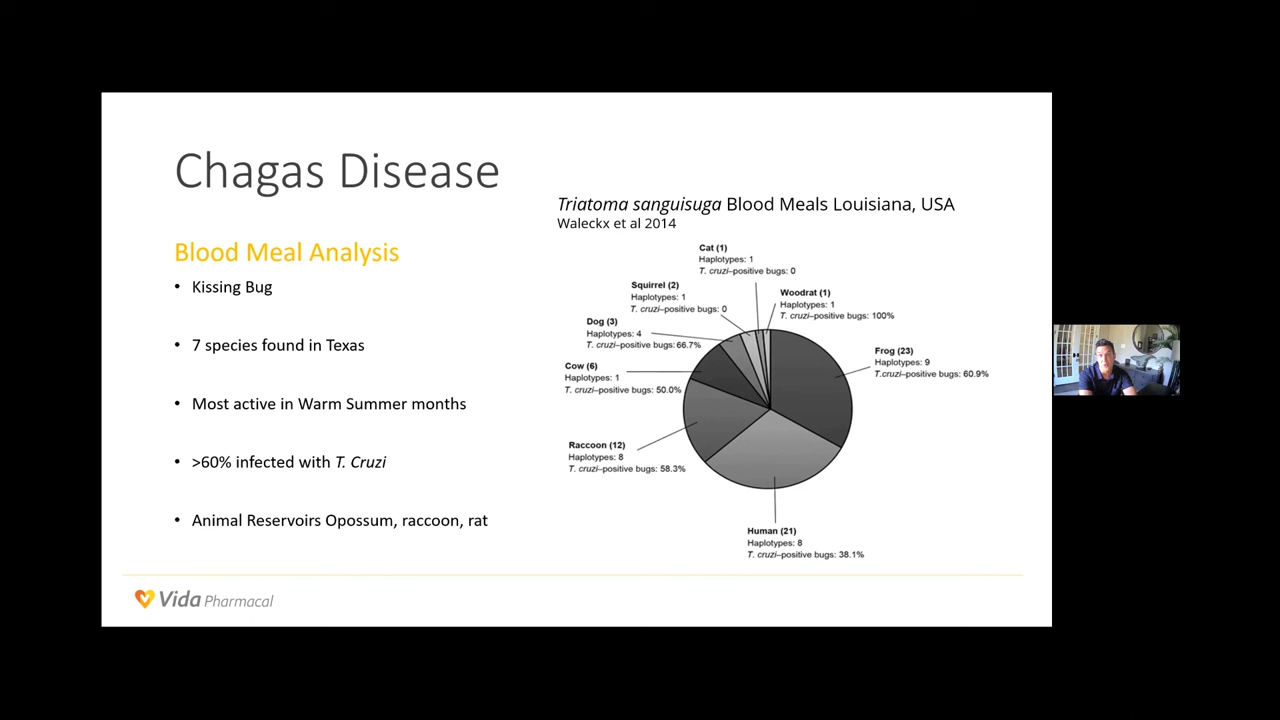 Chagas Disease
Triatoma sanguisuga Blood Meals Louisiana, USA
Waleckx et al 2014
Blood Meal Analysis
• Kissing Bug
• 7 species found in Texas
• Most active in Warm Summer months
• >60% infected with T. Cruzi
• Animal Reservoirs Opossum, raccoon, rat
Cat (1)
Haplotypes: 1
T. cruzi–positive bugs: 0
Woodrat (1)
Haplotypes: 1
T. cruzi–positive bugs: 100%
Squirrel (2)
Haplotypes: 1
T. cruzi–positive bugs: 0
Dog (3)
Haplotypes: 4
T. cruzi–positive bugs: 66.7%
Frog (23)
Haplotypes: 9
T.cruzi–positive bugs: 60.9%
Cow (6)
Haplotypes: 1
T. cruzi–positive bugs: 50.0%
Raccoon (12)
Haplotypes: 8
T. cruzi–positive bugs: 58.3%
Human (21)
Haplotypes: 8
T. cruzi–positive bugs: 38.1%
Vida Pharmacal